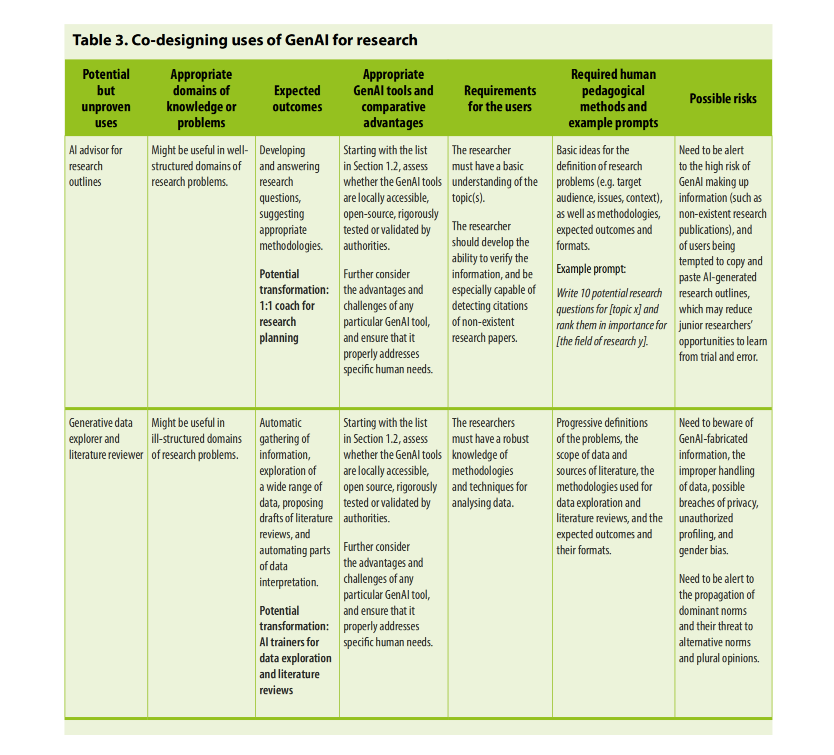 Table 3. Co-designing uses of GenAI for research
Potential
but
unproven
uses
Appropriate
domains of
knowledge or
problems
Expected
outcomes
Appropriate
GenAI tools and
comparative
advantages
Requirements
for the users
Required human
pedagogical
methods and
example prompts
Possible risks
AI advisor for
research
outlines
Might be useful in well-
structured domains of
research problems.
Developing
and answering
research
questions,
suggesting
appropriate
methodologies.
Potential
transformation:
1:1 coach for
research
planning
Starting with the list
in Section 1.2, assess
whether the GenAI tools
are locally accessible,
open-source, rigorously
tested or validated by
authorities.
Further consider
the advantages and
challenges of any
particular GenAI tool,
and ensure that it
properly addresses
specific human needs.
The researcher
must have a basic
understanding of the
topic(s).
The researcher
should develop the
ability to verify the
information, and be
especially capable of
detecting citations
of non-existent
research papers.
Basic ideas for the
definition of research
problems (e.g. target
audience, issues, context),
as well as methodologies,
expected outcomes and
formats.
Example prompt:
Write 10 potential research
questions for [topic x] and
rank them in importance for
[the field of research y].
Need to be alert
to the high risk of
GenAI making up
information (such as
non-existent research
publications), and
of users being
tempted to copy and
paste AI-generated
research outlines,
which may reduce
junior researchers'
opportunities to learn
from trial and error.
Generative data
explorer and
literature reviewer
Might be useful in
ill-structured domains
of research problems.
Automatic
gathering of
information,
exploration of
a wide range of
data, proposing
drafts of literature
reviews, and
automating parts
of data
interpretation.
Potential
transformation:
AI trainers for
data exploration
and literature
reviews
Starting with the list
in Section 1.2, assess
whether the GenAI tools
are locally accessible,
open source, rigorously
tested or validated by
authorities.
Further consider
the advantages and
challenges of any
particular GenAI tool,
and ensure that it
properly addresses
specific human needs.
The researchers
must have a robust
knowledge of
methodologies
and techniques for
analysing data.
Progressive definitions
of the problems, the
scope of data and
sources of literature, the
methodologies used for
data exploration and
literature reviews, and the
expected outcomes and
their formats.
Need to beware of
GenAI-fabricated
information, the
improper handling
of data, possible
breaches of privacy,
unauthorized
profiling, and
gender bias.
Need to be alert to
the propagation of
dominant norms
and their threat to
alternative norms
and plural opinions.